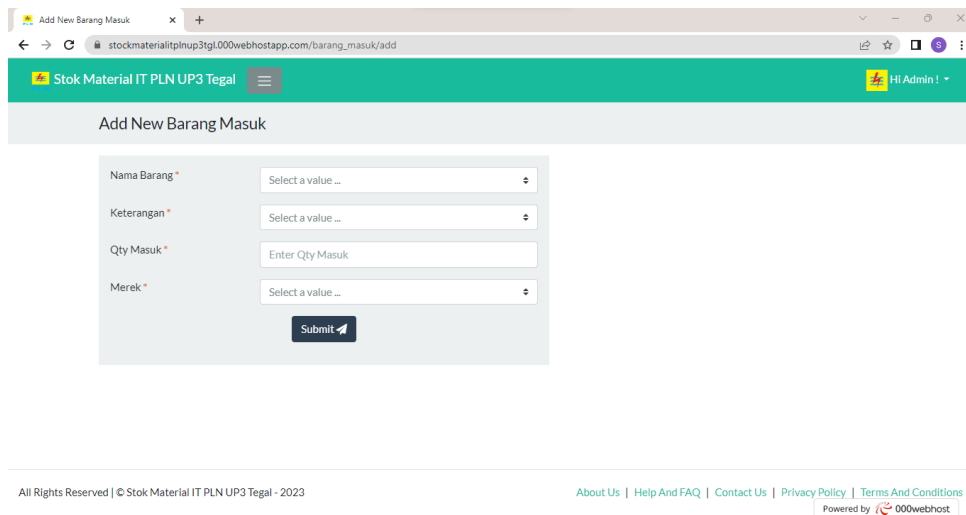 Add New Barang Masuk
stockmaterialitplnup3tgl.000webhostapp.com/barang_masuk/add
S
Stok Material IT PLN UP3 Tegal
Hi Admin !
Add New Barang Masuk
Nama Barang *
Select a value ...
Keterangan *
Select a value ...
Qty Masuk *
Enter Qty Masuk
Merek *
Select a value ...
Submit
All Rights Reserved | © Stok Material IT PLN UP3 Tegal - 2023
About Us | Help And FAQ | Contact Us | Privacy Policy | Terms And Conditions
Powered by 000webhost